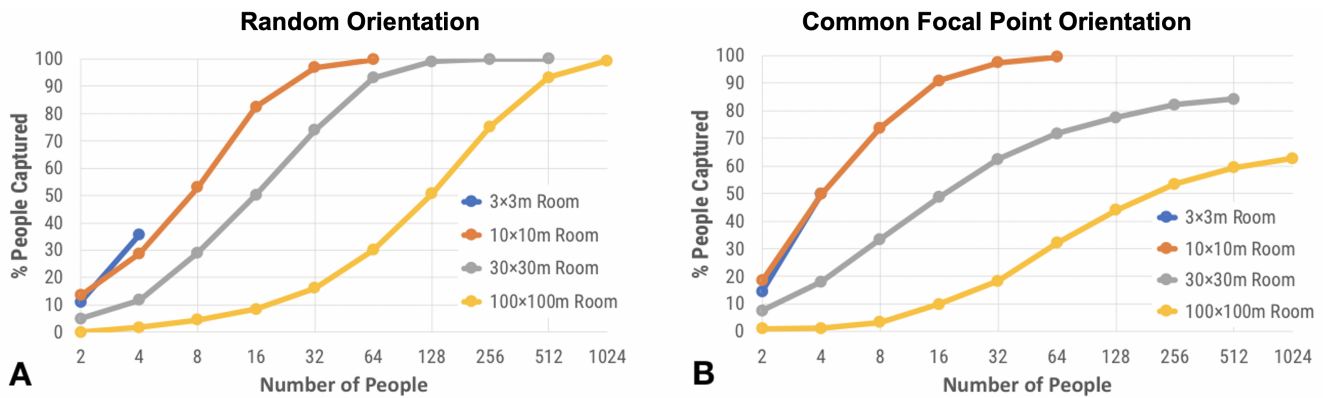 Random Orientation
% People Captured
100
90
80
70
60
50
40
30
20
10
0
3×3m Room
10×10m Room
30×30m Room
100×100m Room
2 4 8 16 32 64 128 256 512 1024
Number of People
A
Common Focal Point Orientation
% People Captured
100
90
80
70
60
50
40
30
20
10
0
3×3m Room
10×10m Room
30×30m Room
100×100m Room
2 4 8 16 32 64 128 256 512 1024
Number of People
B